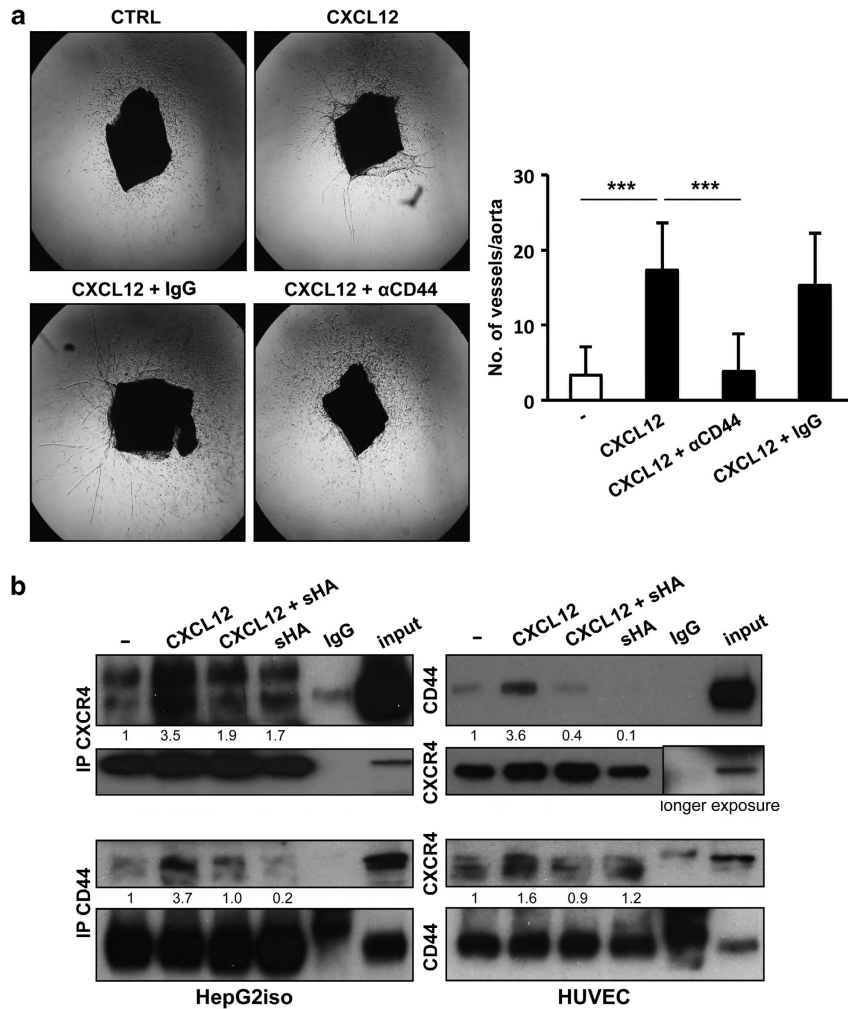 a
CTRL
CXCL12
CXCL12 + IgG
CXCL12 + αCD44
No. of vessels/aorta
30
20
10
0
***
***
-
CXCL12
CXCL12 + αCD44
CXCL12 + IgG
b
– CXCL12 CXCL12 + sHA sHA IgG input
IP CXCR4
1 3.5 1.9 1.7
IP CD44
1 3.7 1.0 0.2
HepG2iso
– CXCL12 CXCL12 + sHA sHA IgG input
CD44
1 3.6 0.4 0.1
CXCR4
longer exposure
CXCR4
1 1.6 0.9 1.2
CD44
HUVEC